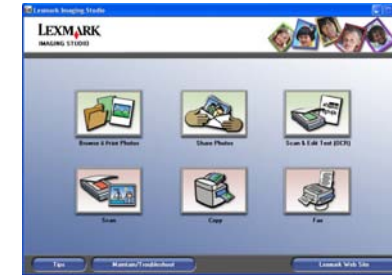 Lexmark Imaging Studio
LEXMARK
IMAGING STUDIO
Browse & Print Photos
Share Photos
Scan & Edit Text (OCR)
Scan
Copy
Fax
Tips
Maintain/Troubleshoot
Lexmark Web Site